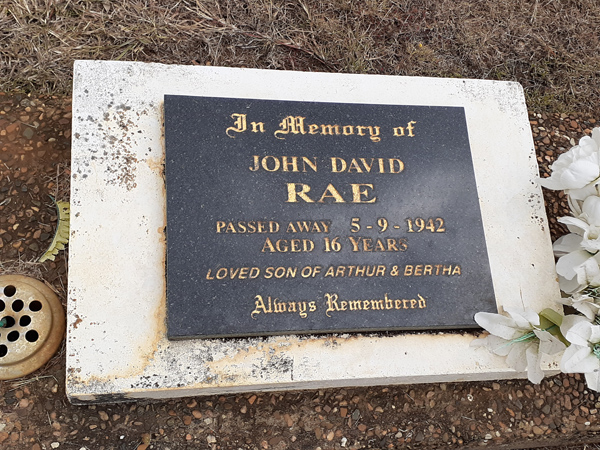 In Memory of
JOHN DAVID
RAE
PASSED AWAY 5-9-1942
AGED 16 YEARS
LOVED SON OF ARTHUR & BERTHA
Always Remembered